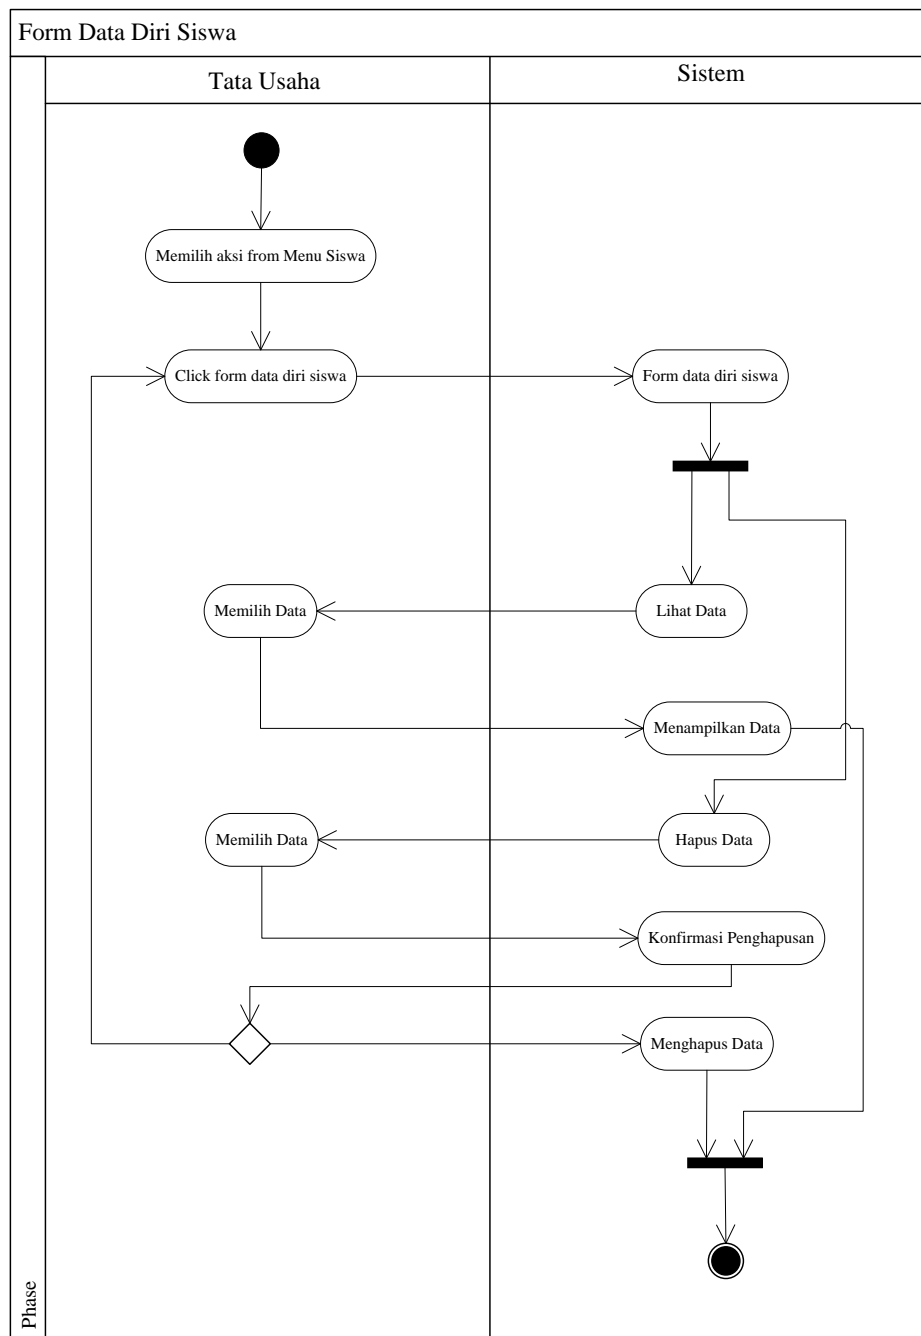 Form Data Diri Siswa
Tata Usaha
Sistem
Memilih aksi from Menu Siswa
Click form data diri siswa
Form data diri siswa
Memilih Data
Lihat Data
Menampilkan Data
Memilih Data
Hapus Data
Konfirmasi Penghapusan
Menghapus Data
Phase